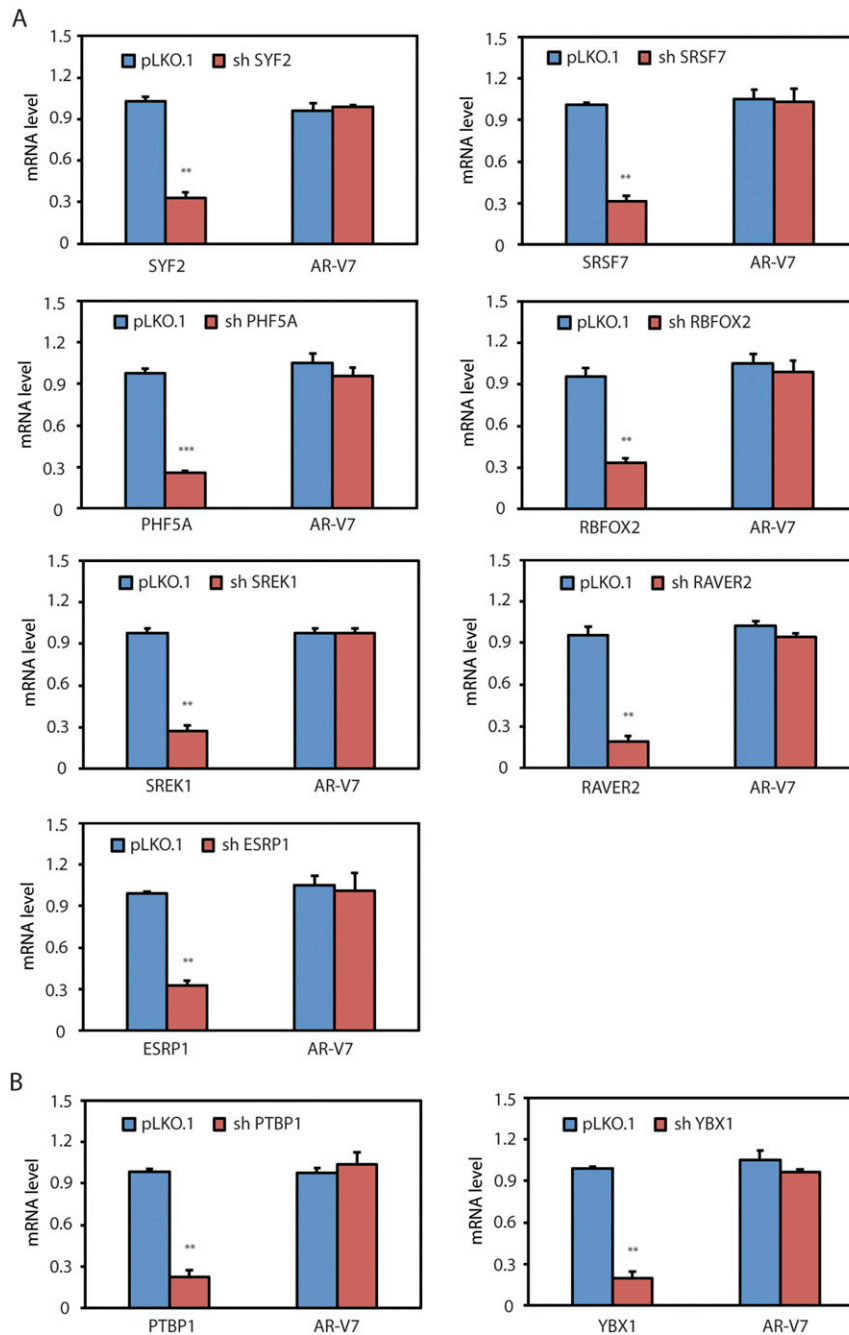 A
mRNA level
1.5
1.2
0.9
0.6
0.3
0
pLKO.1 sh SYF2
**
SYF2 AR-V7
mRNA level
1.5
1.2
0.9
0.6
0.3
0
pLKO.1 sh SRSF7
**
SRSF7 AR-V7
mRNA level
1.5
1.2
0.9
0.6
0.3
0
pLKO.1 sh PHF5A
***
PHF5A AR-V7
mRNA level
1.5
1.2
0.9
0.6
0.3
0
pLKO.1 sh RBFOX2
**
RBFOX2 AR-V7
mRNA level
1.5
1.2
0.9
0.6
0.3
0
pLKO.1 sh SREK1
**
SREK1 AR-V7
mRNA level
1.5
1.2
0.9
0.6
0.3
0
pLKO.1 sh RAVER2
**
RAVER2 AR-V7
mRNA level
1.5
1.2
0.9
0.6
0.3
0
pLKO.1 sh ESRP1
**
ESRP1 AR-V7
B
mRNA level
1.5
1.2
0.9
0.6
0.3
0
pLKO.1 sh PTBP1
**
PTBP1 AR-V7
mRNA level
1.5
1.2
0.9
0.6
0.3
0
pLKO.1 sh YBX1
**
YBX1 AR-V7